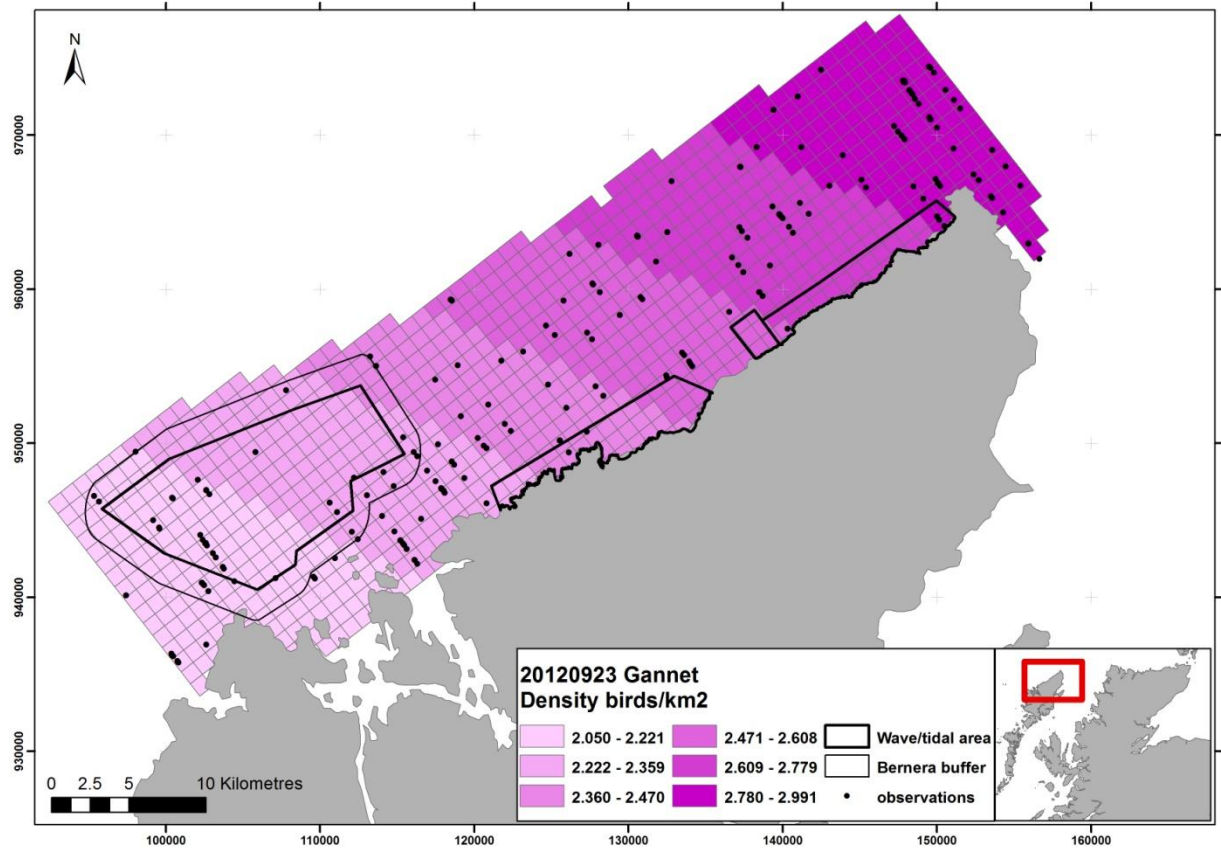 N
970000
960000
950000
940000
930000
20120923 Gannet
Density birds/km2
2.050 - 2.221
2.471 - 2.608
Wave/tidal area
2.222 - 2.359
2.609 - 2.779
Bernera buffer
2.360 - 2.470
2.780 - 2.991
observations
0 2.5 5 10 Kilometres
100000 110000 120000 130000 140000 150000 160000